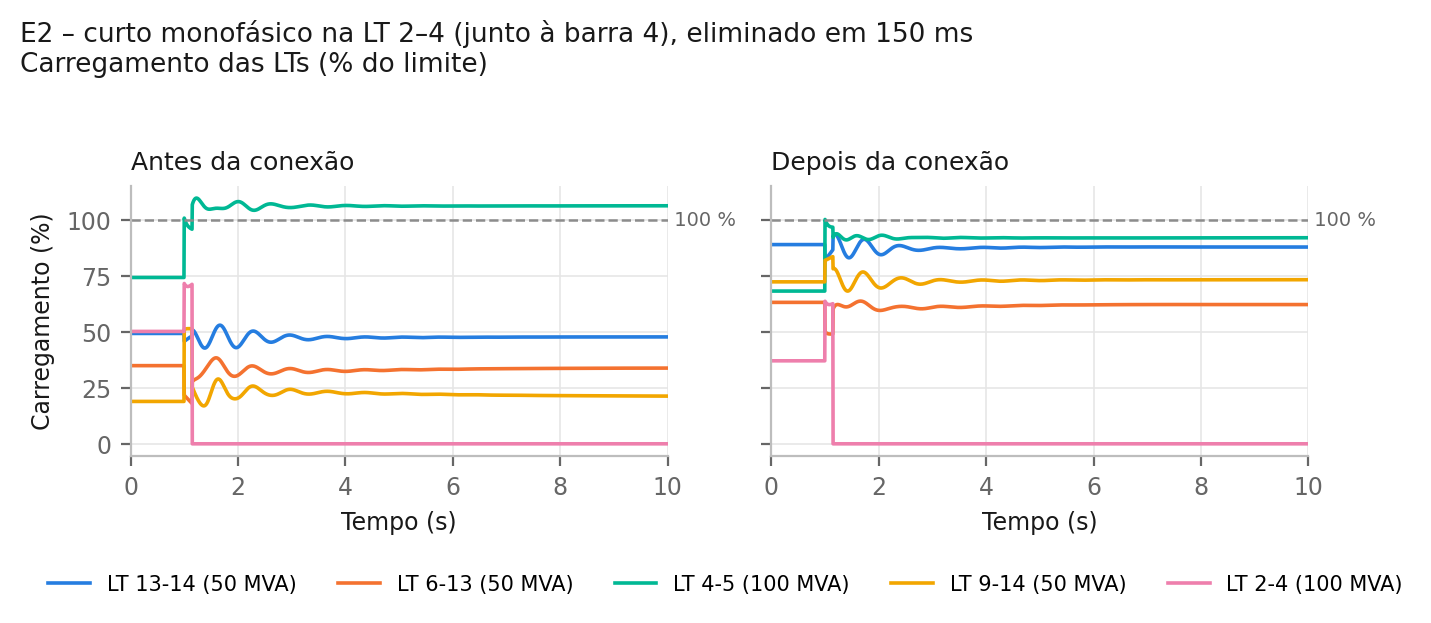 E2 – curto monofásico na LT 2–4 (junto à barra 4), eliminado em 150 ms
Carregamento das LTs (% do limite)
Antes da conexão
Depois da conexão
Carregamento (%)
100
75
50
25
0
100 %
100 %
0 2 4 6 8 10
0 2 4 6 8 10
Tempo (s)
Tempo (s)
LT 13-14 (50 MVA)
LT 6-13 (50 MVA)
LT 4-5 (100 MVA)
LT 9-14 (50 MVA)
LT 2-4 (100 MVA)